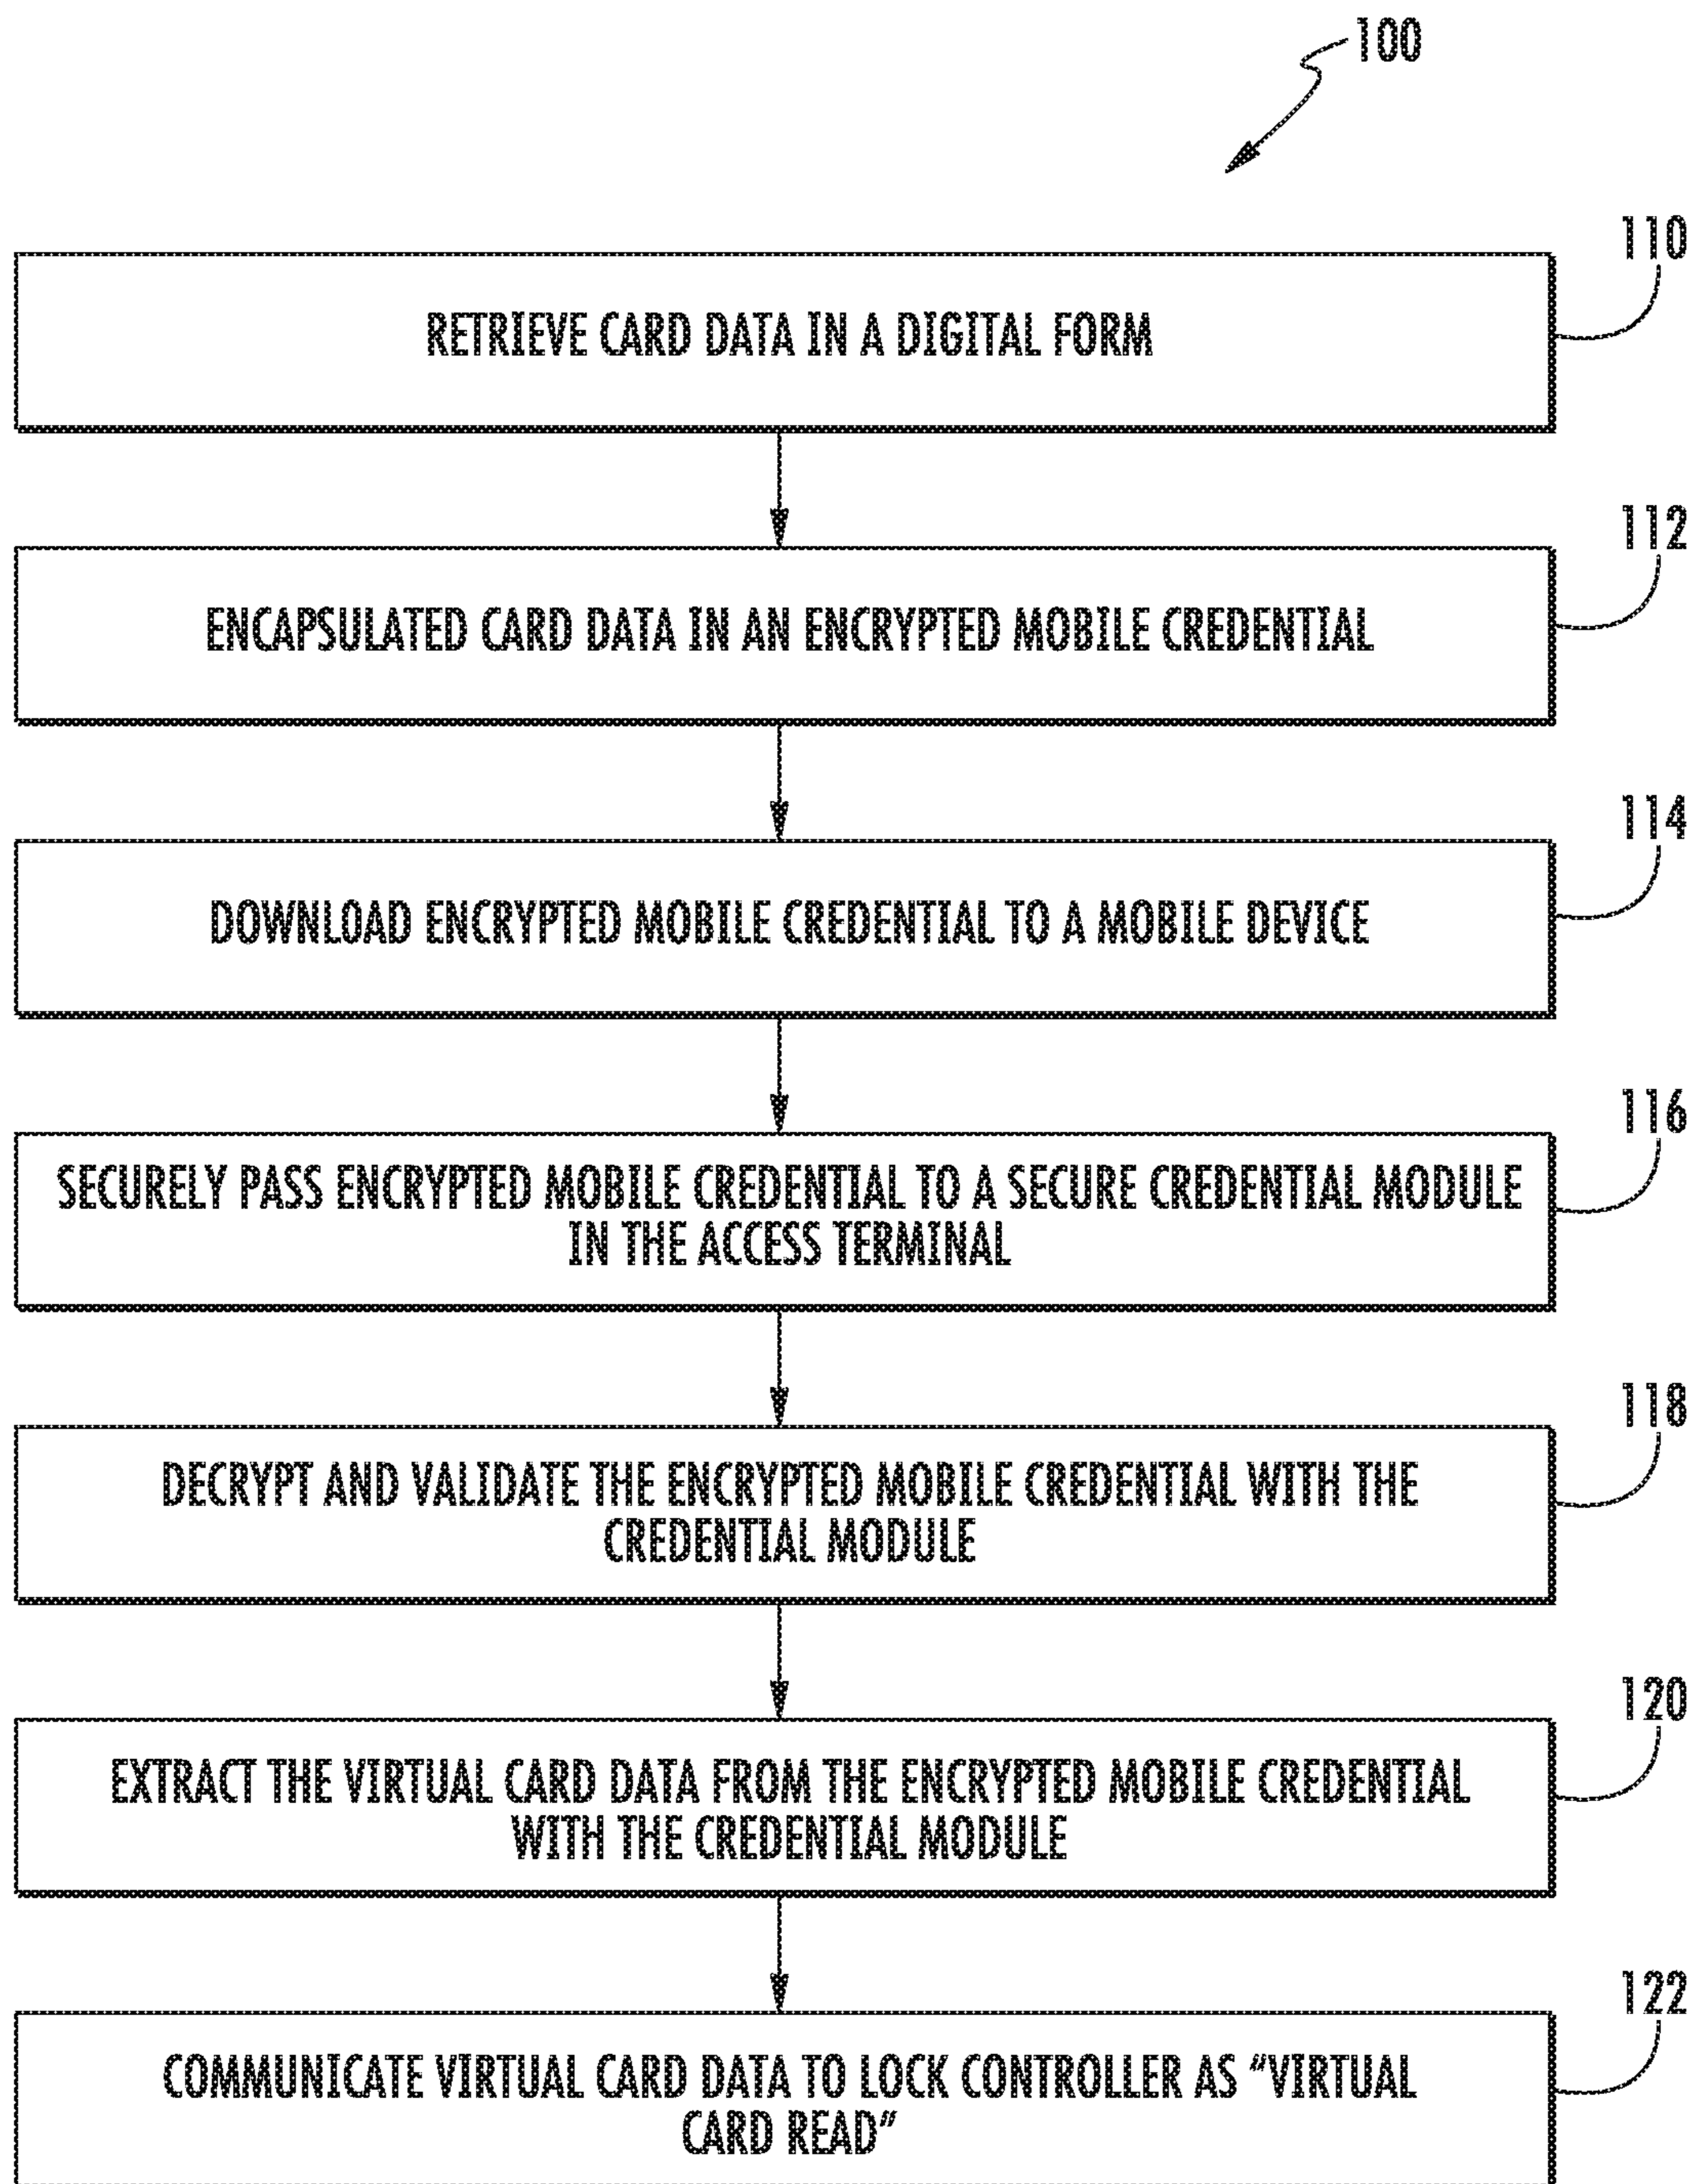 100
110
RETRIEVE CARD DATA IN A DIGITAL FORM
112
ENCAPSULATED CARD DATA IN AN ENCRYPTED MOBILE CREDENTIAL
114
DOWNLOAD ENCRYPTED MOBILE CREDENTIAL TO A MOBILE DEVICE
116
SECURELY PASS ENCRYPTED MOBILE CREDENTIAL TO A SECURE CREDENTIAL MODULE
IN THE ACCESS TERMINAL
118
DECRYPT AND VALIDATE THE ENCRYPTED MOBILE CREDENTIAL WITH THE
CREDENTIAL MODULE
120
EXTRACT THE VIRTUAL CARD DATA FROM THE ENCRYPTED MOBILE CREDENTIAL
WITH THE CREDENTIAL MODULE
122
COMMUNICATE VIRTUAL CARD DATA TO LOCK CONTROLLER AS “VIRTUAL
CARD READ”